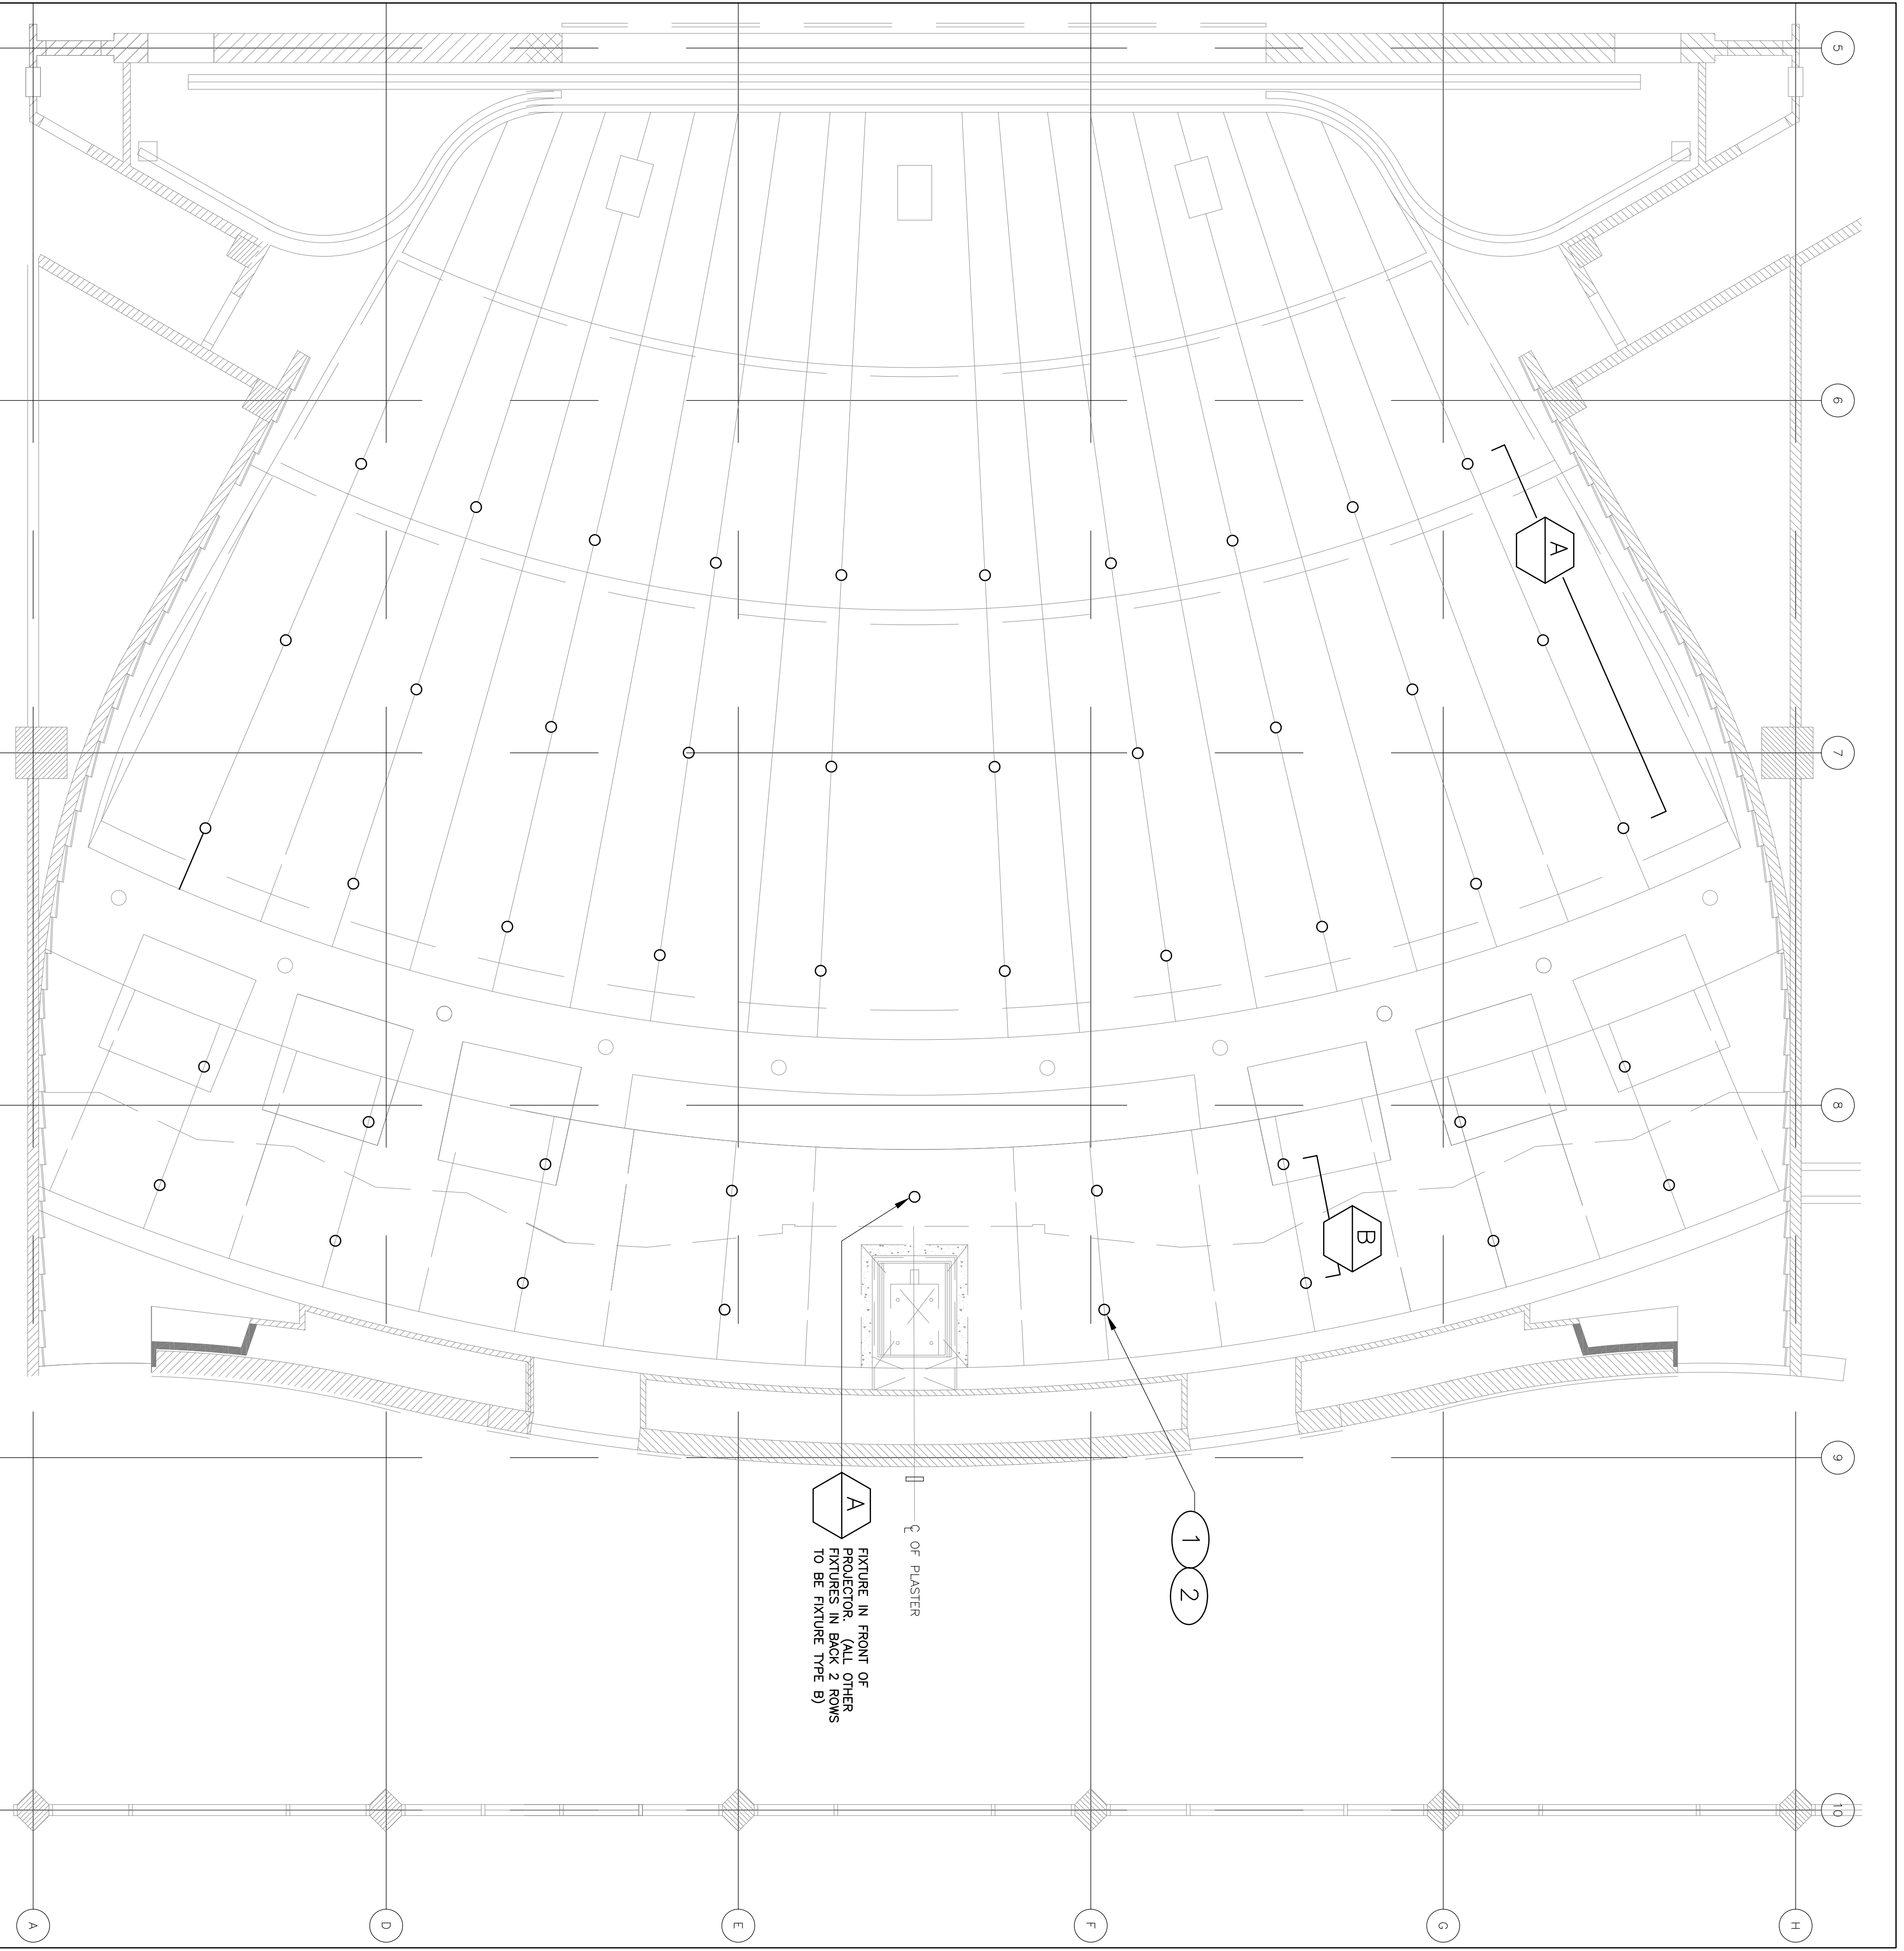 5
6
7
8
9
10
A
D
E
F
G
H
A
B
1
2
A
FIXTURE IN FRONT OF
PROJECTOR. (ALL OTHER
FIXTURES IN BACK 2 ROWS
TO BE FIXTURE TYPE B)
CL OF PLASTER